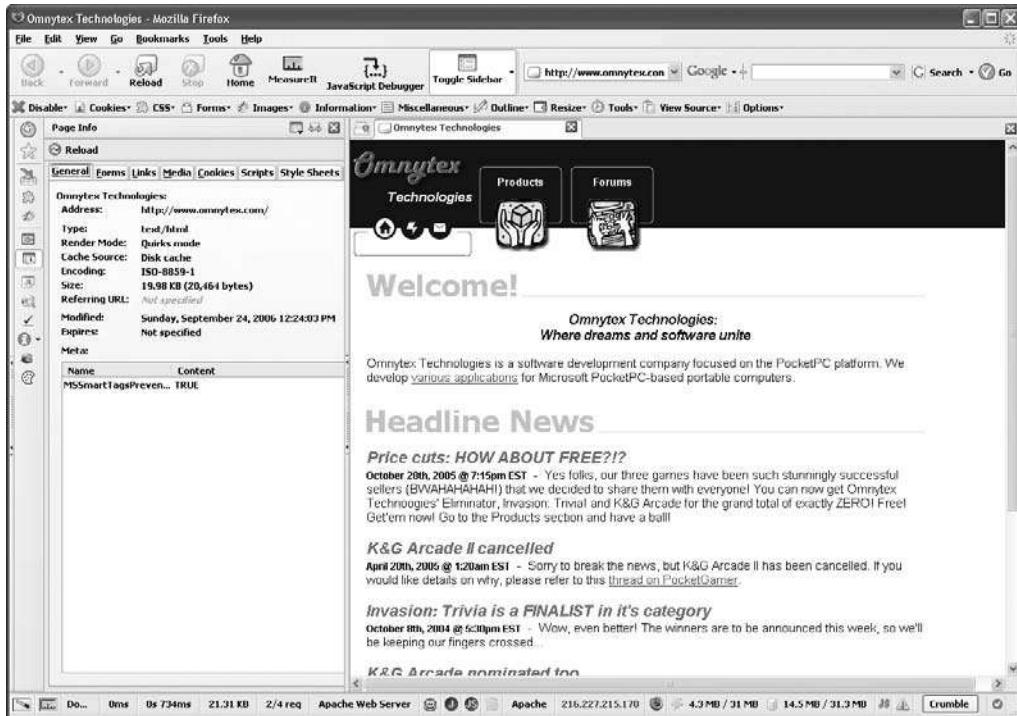 Omnytex Technologies - Mozilla Firefox
File Edit View Go Bookmarks Tools Help
Back Forward Reload Stop Home MeasureIt JavaScript Debugger Toggle Sidebar http://www.omnytex.con Google Search Go
Disable Cookies CSS Forms Images Information Miscellaneous Outline Resize Tools View Source Options
Page Info
Omnytex Technologies
Reload
General Forms Links Media Cookies Scripts Style Sheets
Omnytex Technologies:
Address: http://www.omnytex.com/
Type: text/html
Render Mode: Quirks mode
Cache Source: Disk cache
Encoding: ISO-8859-1
Size: 19.98 KB (20,464 bytes)
Referring URL: Not specified
Modified: Sunday, September 24, 2006 12:24:03 PM
Expires: Not specified
Meta:
Name Content
MSSmartTagsPreven... TRUE
Omnytex
Technologies
Products
Forums
Welcome!
Omnytex Technologies:
Where dreams and software unite
Omnytex Technologies is a software development company focused on the PocketPC platform. We
develop various applications for Microsoft PocketPC-based portable computers.
Headline News
Price cuts: HOW ABOUT FREE?!?
October 28th, 2005 @ 7:15pm EST - Yes folks, our three games have been such stunningly successful
sellers (BWAHAHAHAH!) that we decided to share them with everyone! You can now get Omnytex
Technoogies' Eliminator, Invasion: Trivia! and K&G Arcade for the grand total of exactly ZERO! Free!
Get'em now! Go to the Products section and have a ball!
K&G Arcade II cancelled
April 20th, 2005 @ 1:20am EST - Sorry to break the news, but K&G Arcade II has been cancelled. If you
would like details on why, please refer to this thread on PocketGamer.
Invasion: Trivia is a FINALIST in it's category
October 8th, 2004 @ 5:30pm EST - Wow, even better! The winners are to be announced this week, so we'll
be keeping our fingers crossed...
K&G Arcade nominated too
Do... 0ms 0s 734ms 21.31 KB 2/4 req Apache Web Server Apache 216.227.215.170 4.3 MB / 31 MB 14.5 MB / 31.3 MB Crumble